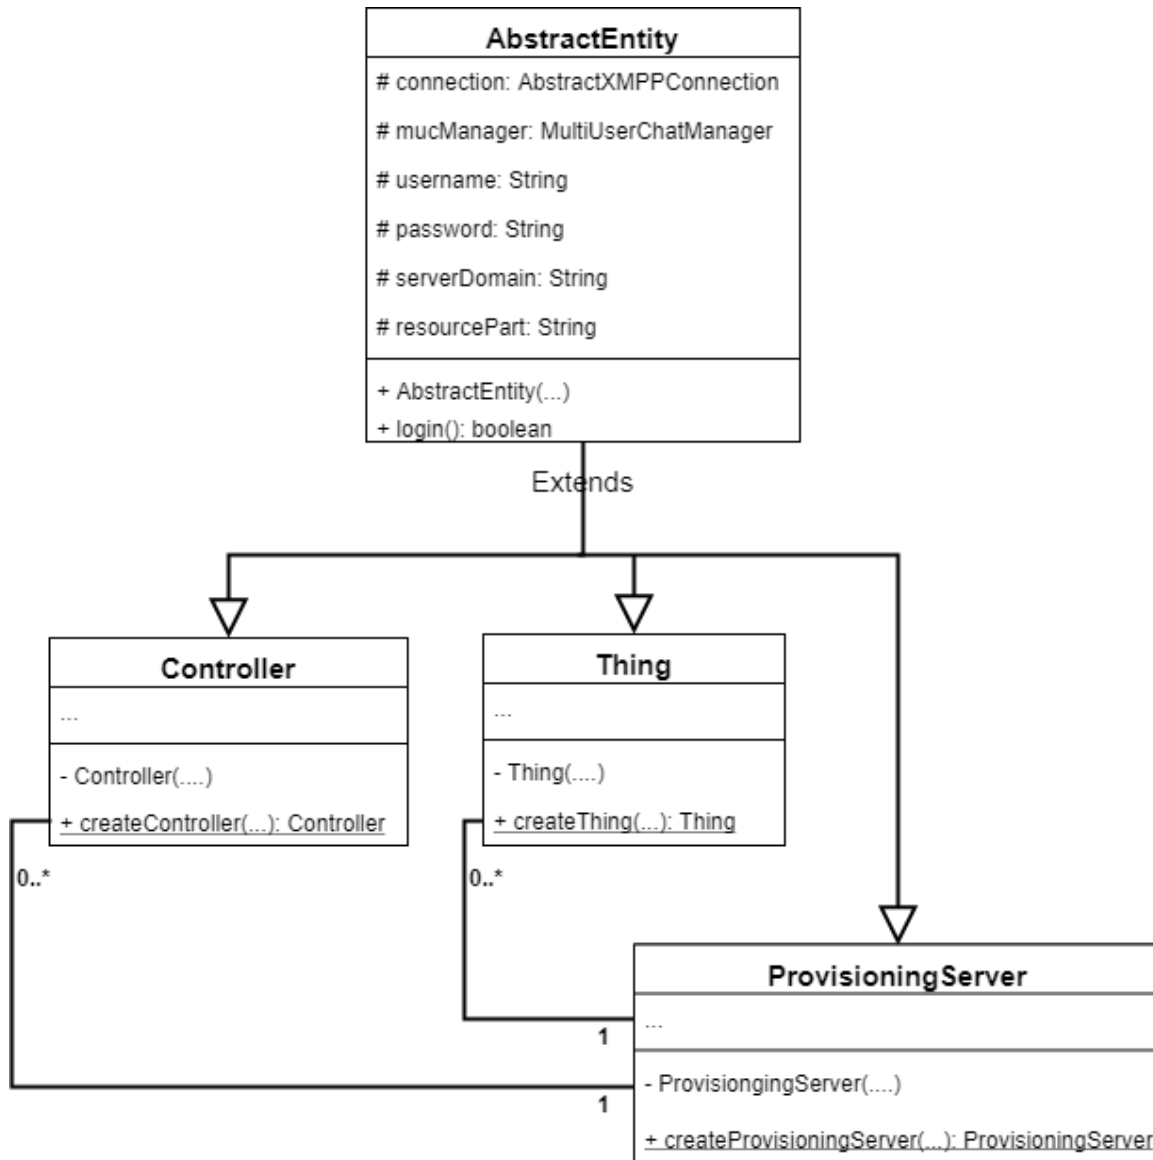 AbstractEntity
# connection: AbstractXMPPConnection
# mucManager: MultiUserChatManager
# username: String
# password: String
# serverDomain: String
# resourcePart: String
+ AbstractEntity(...)
+ login(): boolean
Extends
Controller
...
- Controller(....)
+ createController(...): Controller
0..*
Thing
...
- Thing(....)
+ createThing(...): Thing
0..*
ProvisioningServer
...
- ProvisiongingServer(....)
+ createProvisioningServer(...): ProvisioningServer
1
1